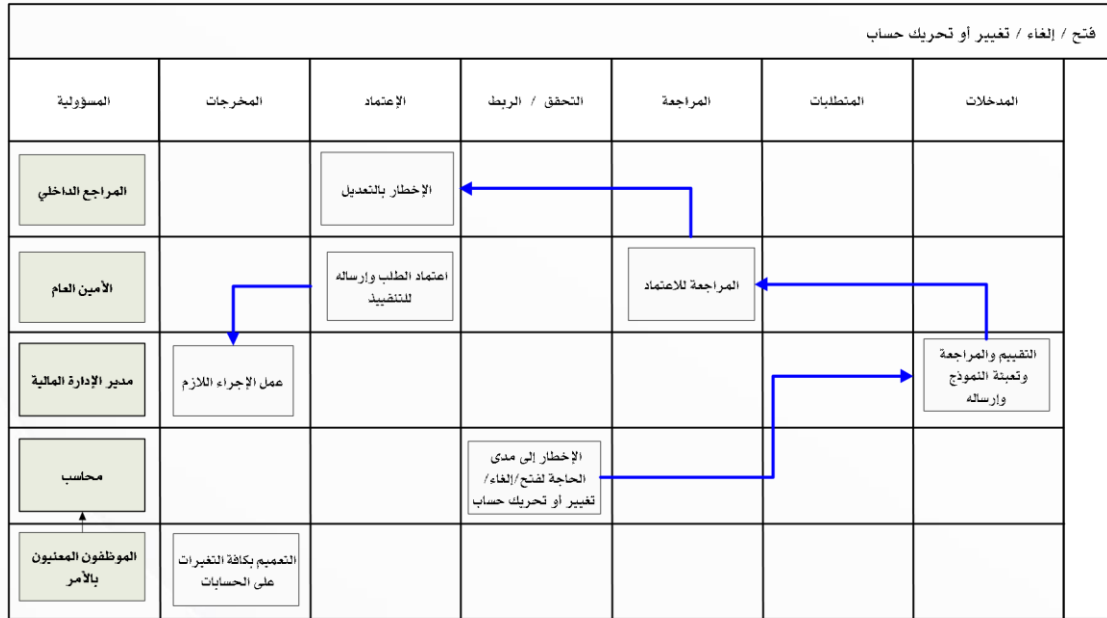 فتح / إلغاء / تغيير أو تحريك حساب
المدخلات
المتطلبات
المراجعة
التحقق / الربط
الإعتماد
المخرجات
المسؤولية
الإخطار بالتعديل
المراجع الداخلي
المراجعة للاعتماد
اعتماد الطلب وإرساله
للتنفييذ
الأمين العام
التقييم والمراجعة
وتعبئة النموذج
وإرساله
عمل الإجراء اللازم
مدير الإدارة المالية
الإخطار إلى مدى
الحاجة لفتح/إلغاء/
تغيير أو تحريك حساب
محاسب
التعميم بكافة التغيرات
على الحسابات
الموظفون المعنيون
بالأمر